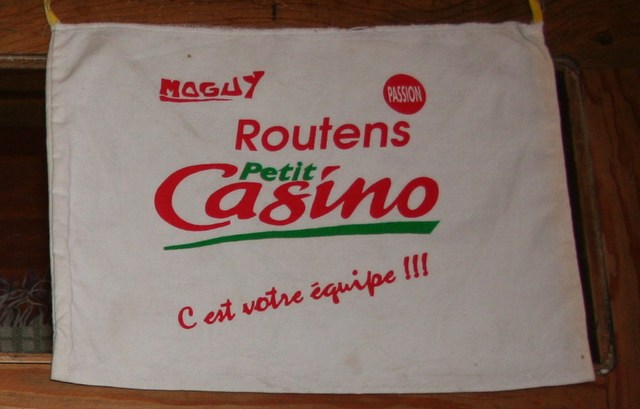 MOGUY
PASSION
Routens
Petit
Casino
C est votre équipe !!!